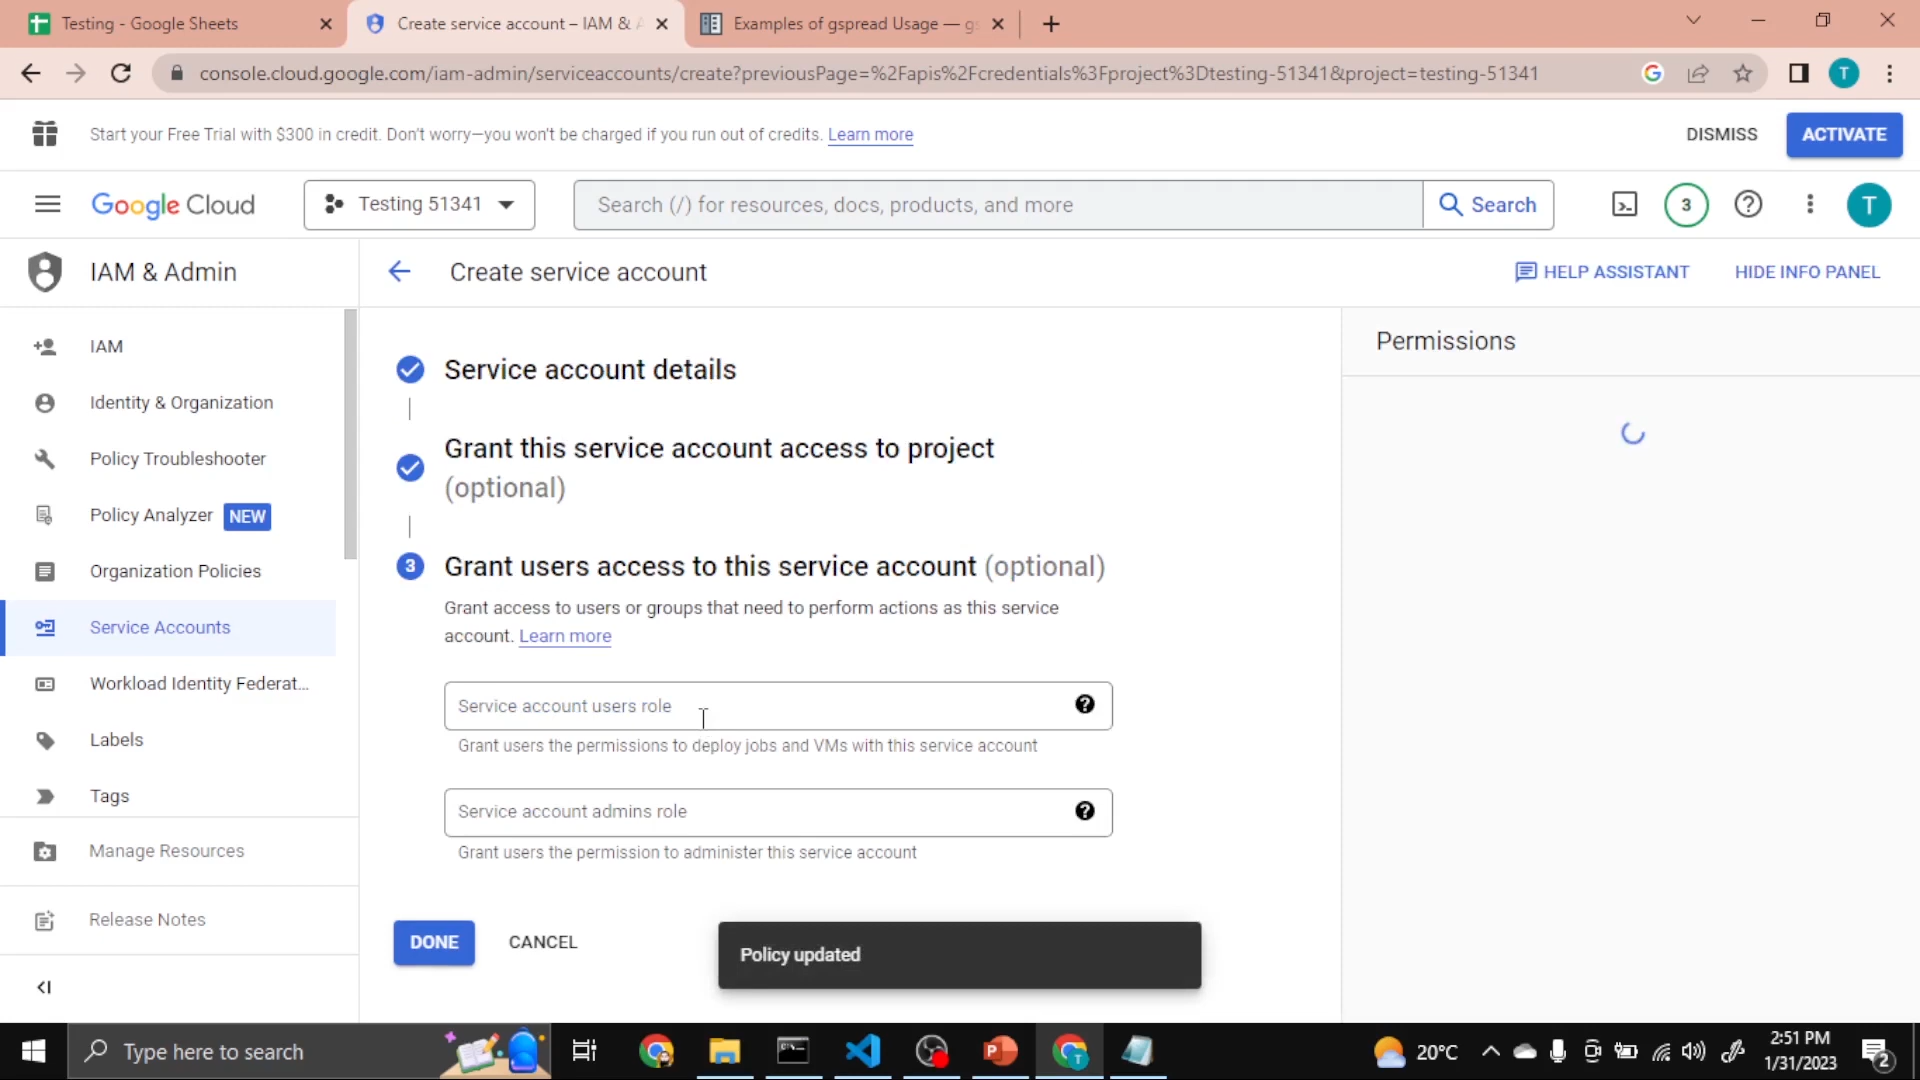 Testing - Google Sheets
Create service account – IAM & A
Examples of gspread Usage — gs
console.cloud.google.com/iam-admin/serviceaccounts/create?previousPage=%2Fapis%2Fcredentials%3Fproject%3Dtesting-51341&project=testing-51341
T
Start your Free Trial with $300 in credit. Don't worry—you won't be charged if you run out of credits. Learn more
DISMISS
ACTIVATE
Google Cloud
Testing 51341
Search (/) for resources, docs, products, and more
Search
3
T
IAM & Admin
Create service account
HELP ASSISTANT
HIDE INFO PANEL
IAM
Identity & Organization
Policy Troubleshooter
Policy Analyzer NEW
Organization Policies
Service Accounts
Workload Identity Federat...
Labels
Tags
Manage Resources
Release Notes
Service account details
Grant this service account access to project
(optional)
3 Grant users access to this service account (optional)
Grant access to users or groups that need to perform actions as this service
account. Learn more
Service account users role
Grant users the permissions to deploy jobs and VMs with this service account
Service account admins role
Grant users the permission to administer this service account
DONE
CANCEL
Policy updated
Permissions
Type here to search
20°C
2:51 PM
1/31/2023
2